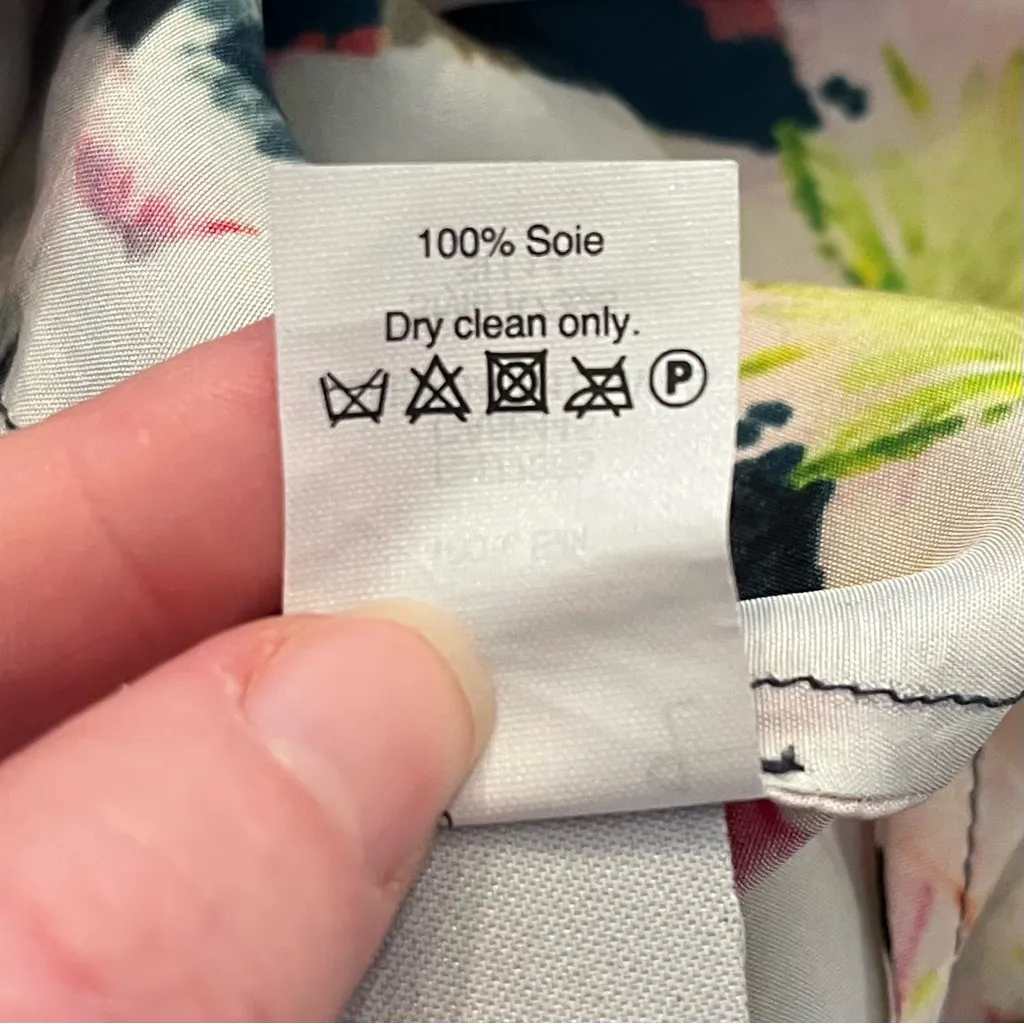 100% Soie
Dry clean only.
P